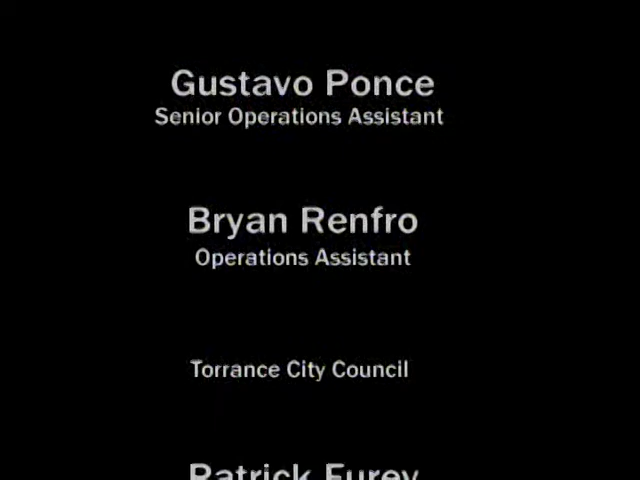 Gustavo Ponce
Senior Operations Assistant
Bryan Renfro
Operations Assistant
Torrance City Council
Patrick Furey